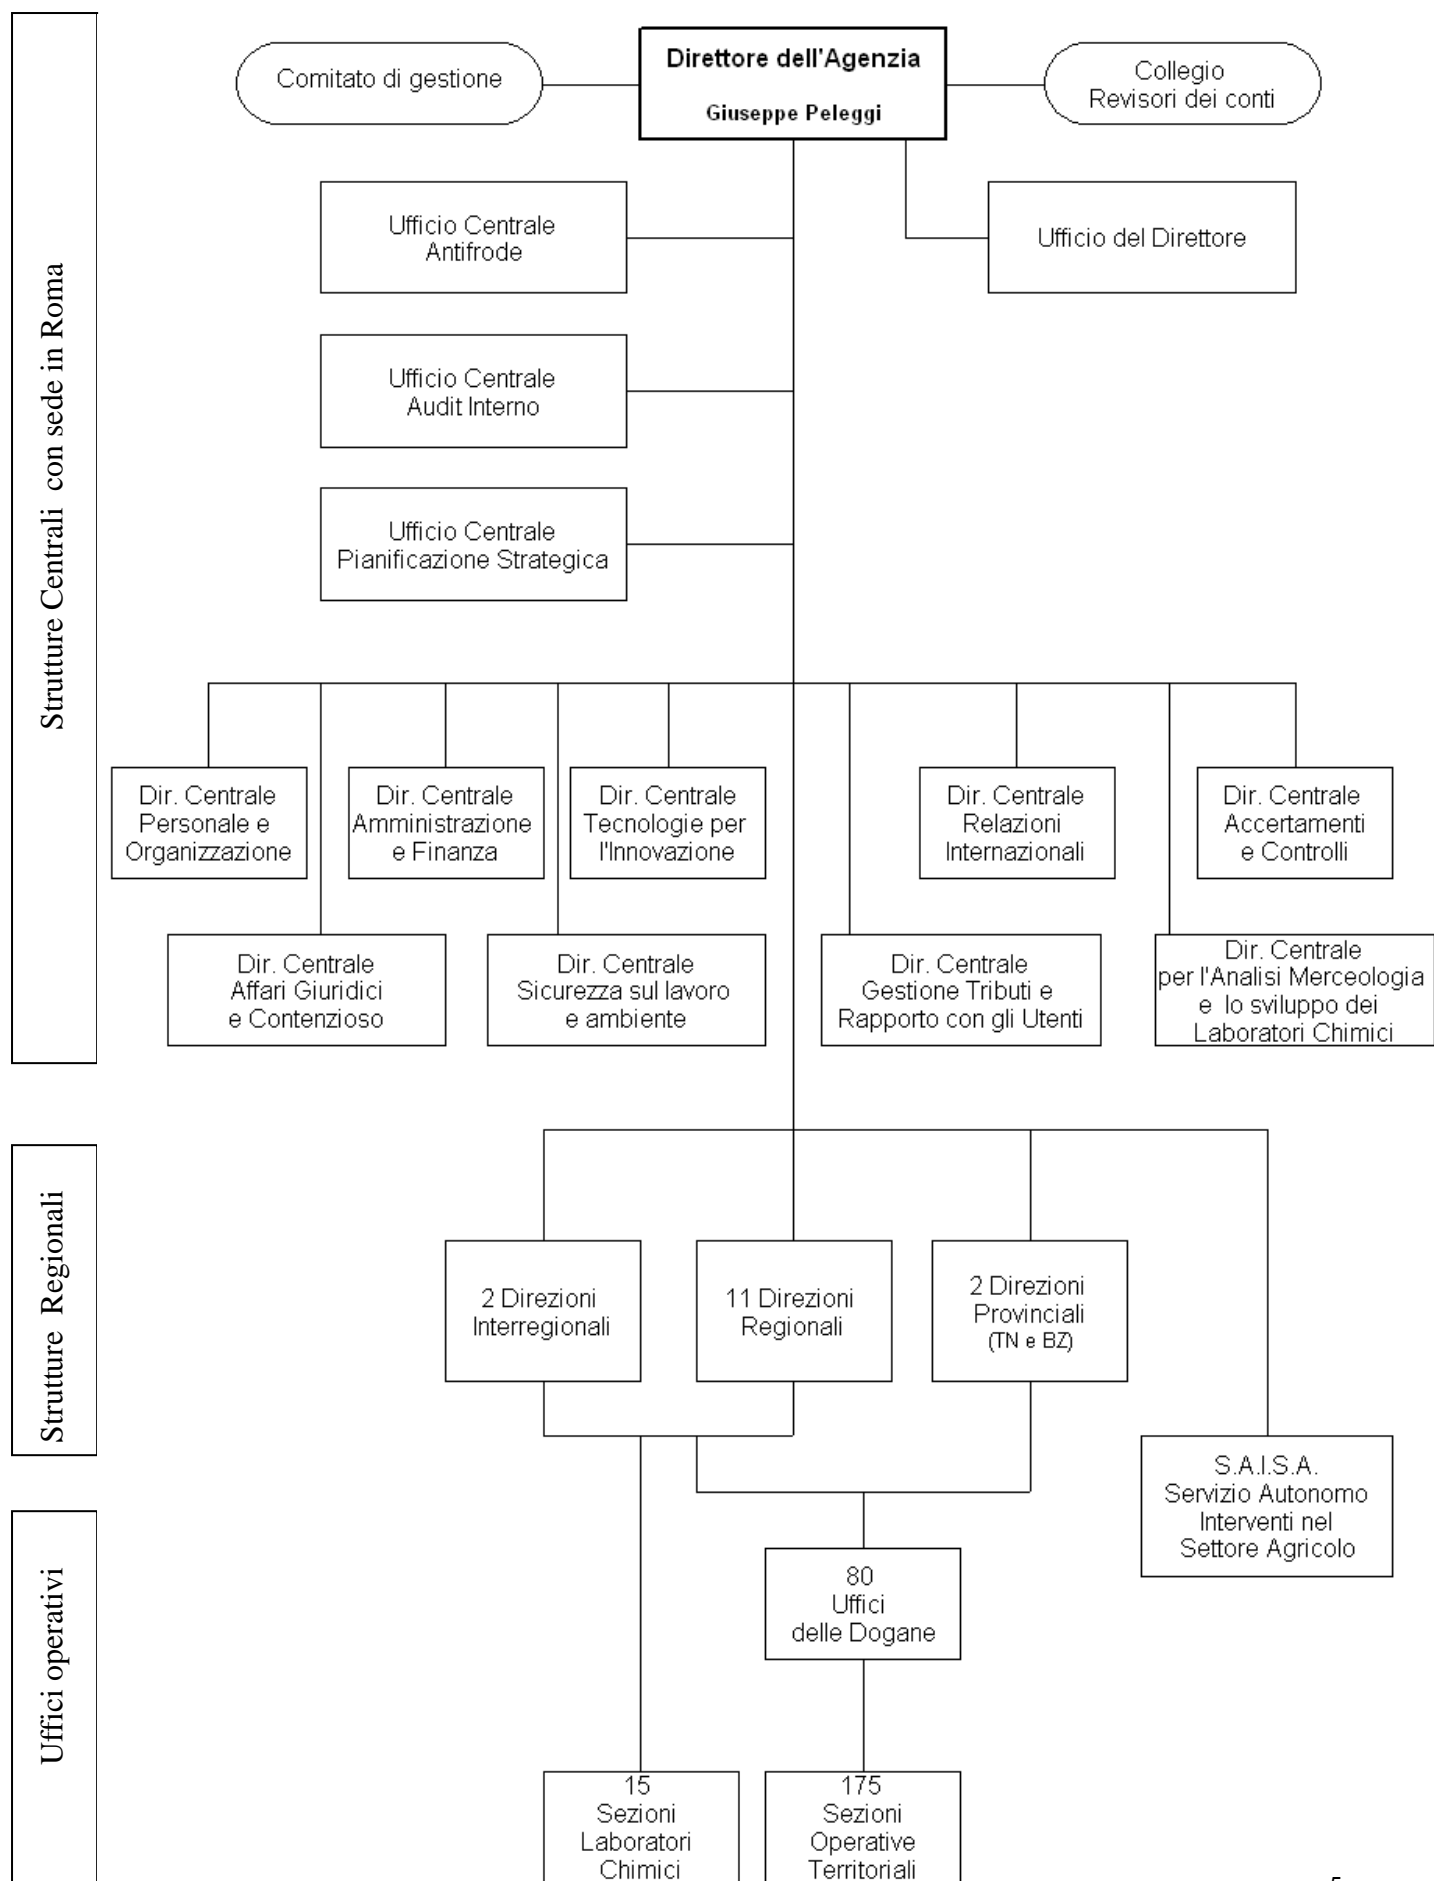 Strutture Centrali con sede in Roma
Comitato di gestione
Direttore dell'Agenzia
Giuseppe Peleggi
Collegio
Revisori dei conti
Ufficio Centrale
Antifrode
Ufficio del Direttore
Ufficio Centrale
Audit Interno
Ufficio Centrale
Pianificazione Strategica
Dir. Centrale
Personale e
Organizzazione
Dir. Centrale
Amministrazione
e Finanza
Dir. Centrale
Tecnologie per
l'Innovazione
Dir. Centrale
Relazioni
Internazionali
Dir. Centrale
Accertamenti
e Controlli
Dir. Centrale
Affari Giuridici
e Contenzioso
Dir. Centrale
Sicurezza sul lavoro
e ambiente
Dir. Centrale
Gestione Tributi e
Rapporto con gli Utenti
Dir. Centrale
per l'Analisi Merceologia
e lo sviluppo dei
Laboratori Chimici
Strutture Regionali
2 Direzioni
Interregionali
11 Direzioni
Regionali
2 Direzioni
Provinciali
(TN e BZ)
S.A.I.S.A.
Servizio Autonomo
Interventi nel
Settore Agricolo
Uffici operativi
80
Uffici
delle Dogane
15
Sezioni
Laboratori
Chimici
175
Sezioni
Operative
Territoriali
5